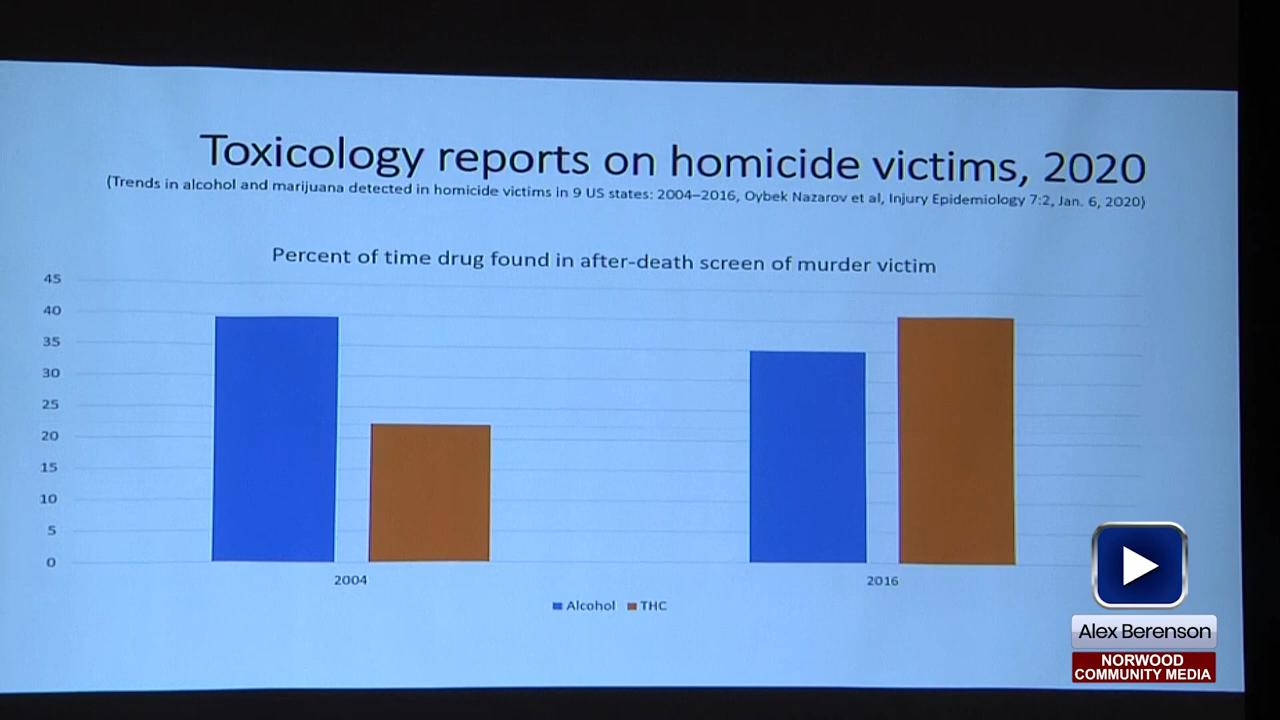 Toxicology reports on homicide victims, 2020
(Trends in alcohol and marijuana detected in homicide victims in 9 US states: 2004–2016, Oybek Nazarov et al, Injury Epidemiology 7:2, Jan. 6, 2020)
Percent of time drug found in after-death screen of murder victim
45
40
35
30
25
20
15
10
5
0
2004
2016
Alcohol THC
Alex Berenson
NORWOOD
COMMUNITY MEDIA